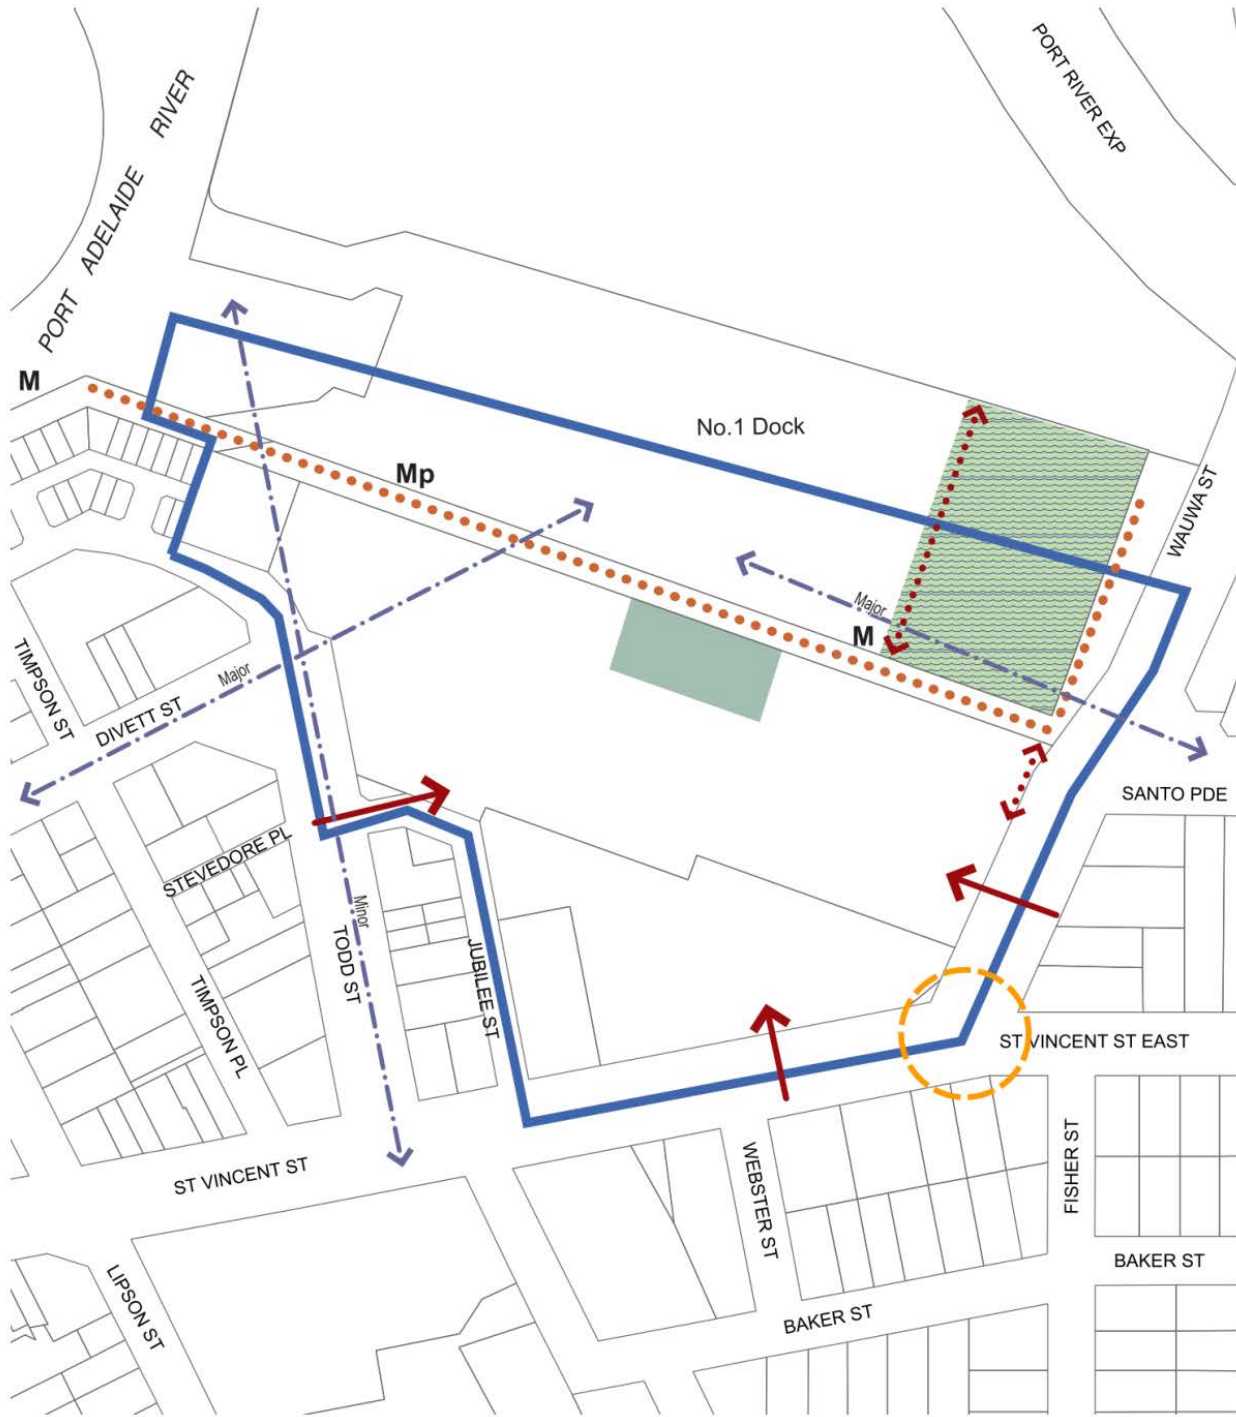 PORT RIVER EXP
PORT ADELAIDE RIVER
M
No.1 Dock
Mp
WAUWA ST
Major
M
TIMPSON ST
Major
DIVETT ST
SANTO PDE
STEVEDORE PL
Minor
TODD ST
JUBILEE ST
TIMPSON PL
ST VINCENT ST EAST
ST VINCENT ST
WEBSTER ST
FISHER ST
BAKER ST
LIPSON ST
BAKER ST